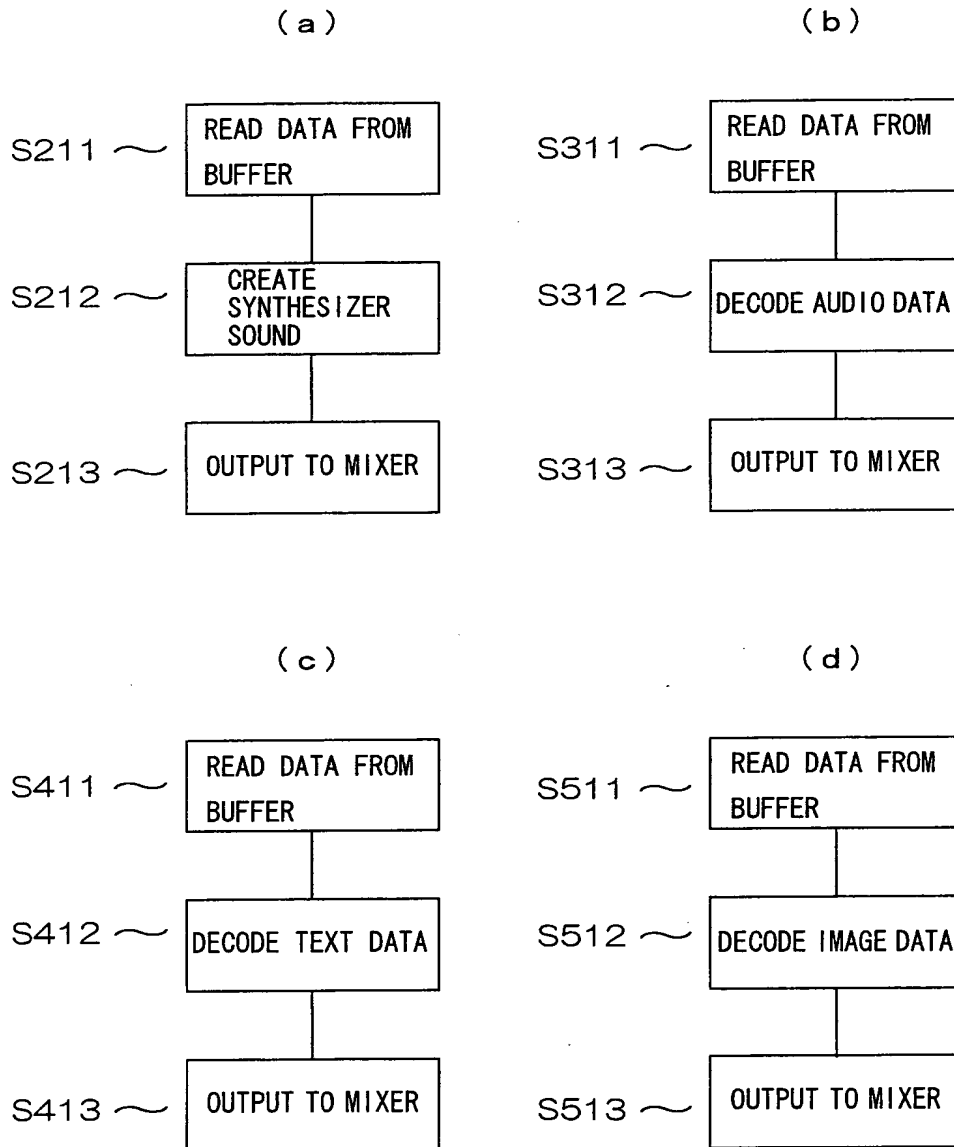 (a)
S211
READ DATA FROM
BUFFER
S212
CREATE
SYNTHESIZER
SOUND
S213
OUTPUT TO MIXER
(b)
S311
READ DATA FROM
BUFFER
S312
DECODE AUDIO DATA
S313
OUTPUT TO MIXER
(c)
S411
READ DATA FROM
BUFFER
S412
DECODE TEXT DATA
S413
OUTPUT TO MIXER
(d)
S511
READ DATA FROM
BUFFER
S512
DECODE IMAGE DATA
S513
OUTPUT TO MIXER